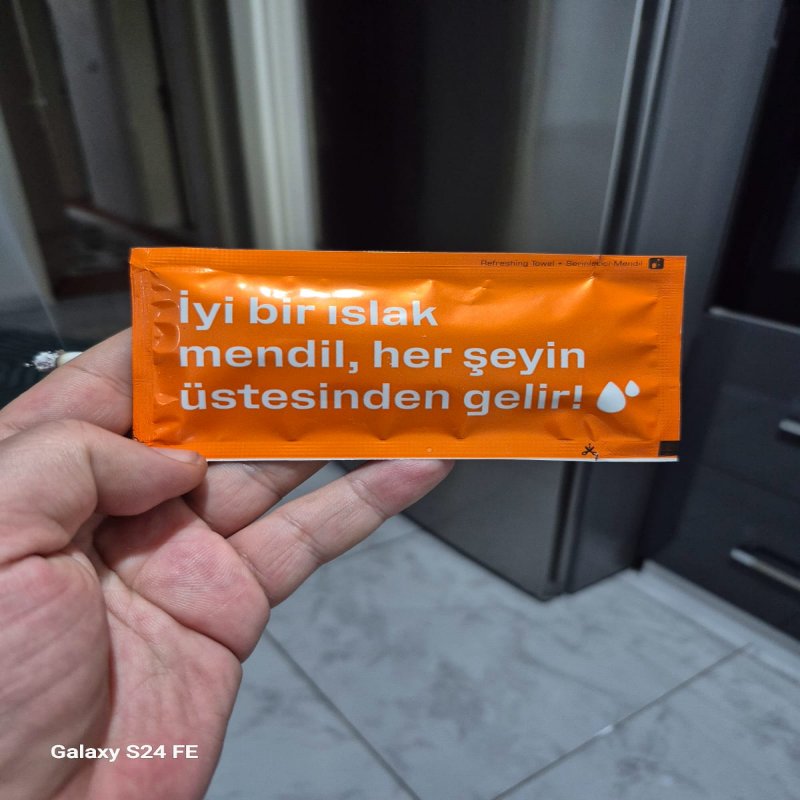 Refreshing Towel • Serinletici Mendil
İyi bir ıslak
mendil, her şeyin
üstesinden gelir!
Galaxy S24 FE